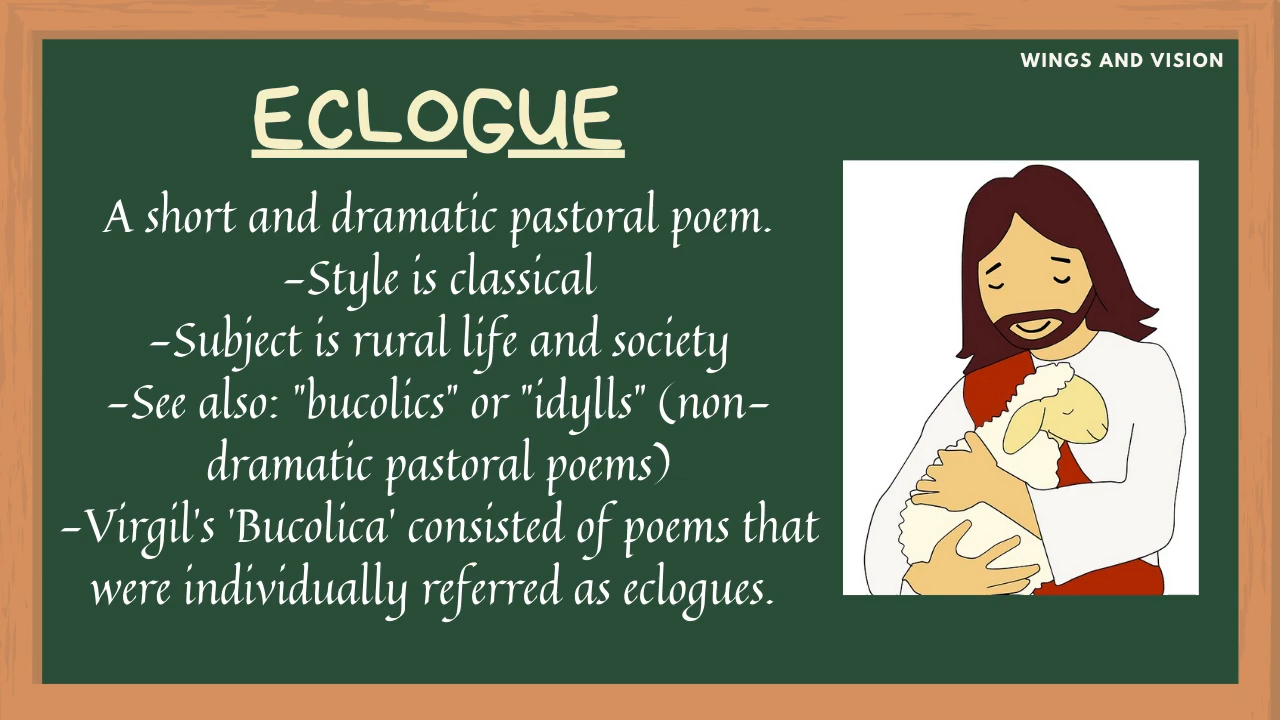 WINGS AND VISION
ECLOGUE
A short and dramatic pastoral poem.
-Style is classical
-Subject is rural life and society
-See also: "bucolics" or "idylls" (non-
dramatic pastoral poems)
-Virgil's 'Bucolica' consisted of poems that
were individually referred as eclogues.